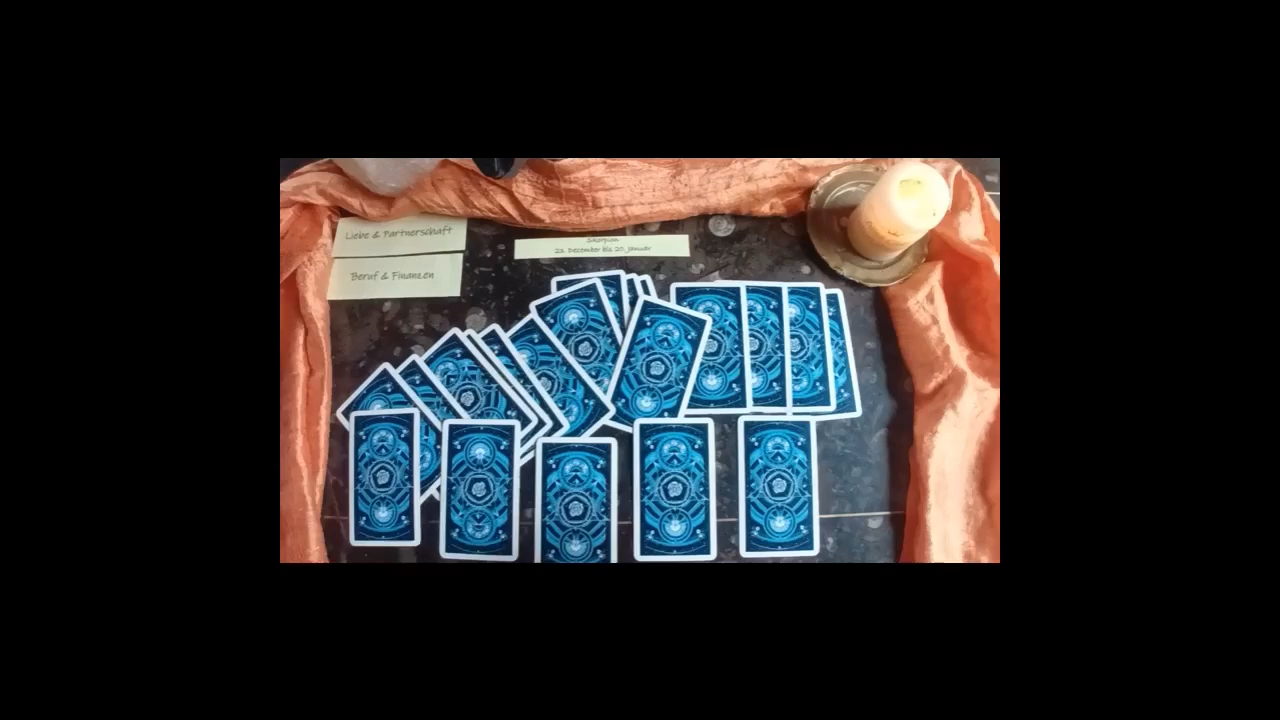 Liebe & Partnerschaft
Skorpion
22. Dezember bis 20. Januar
Beruf & Finanzen